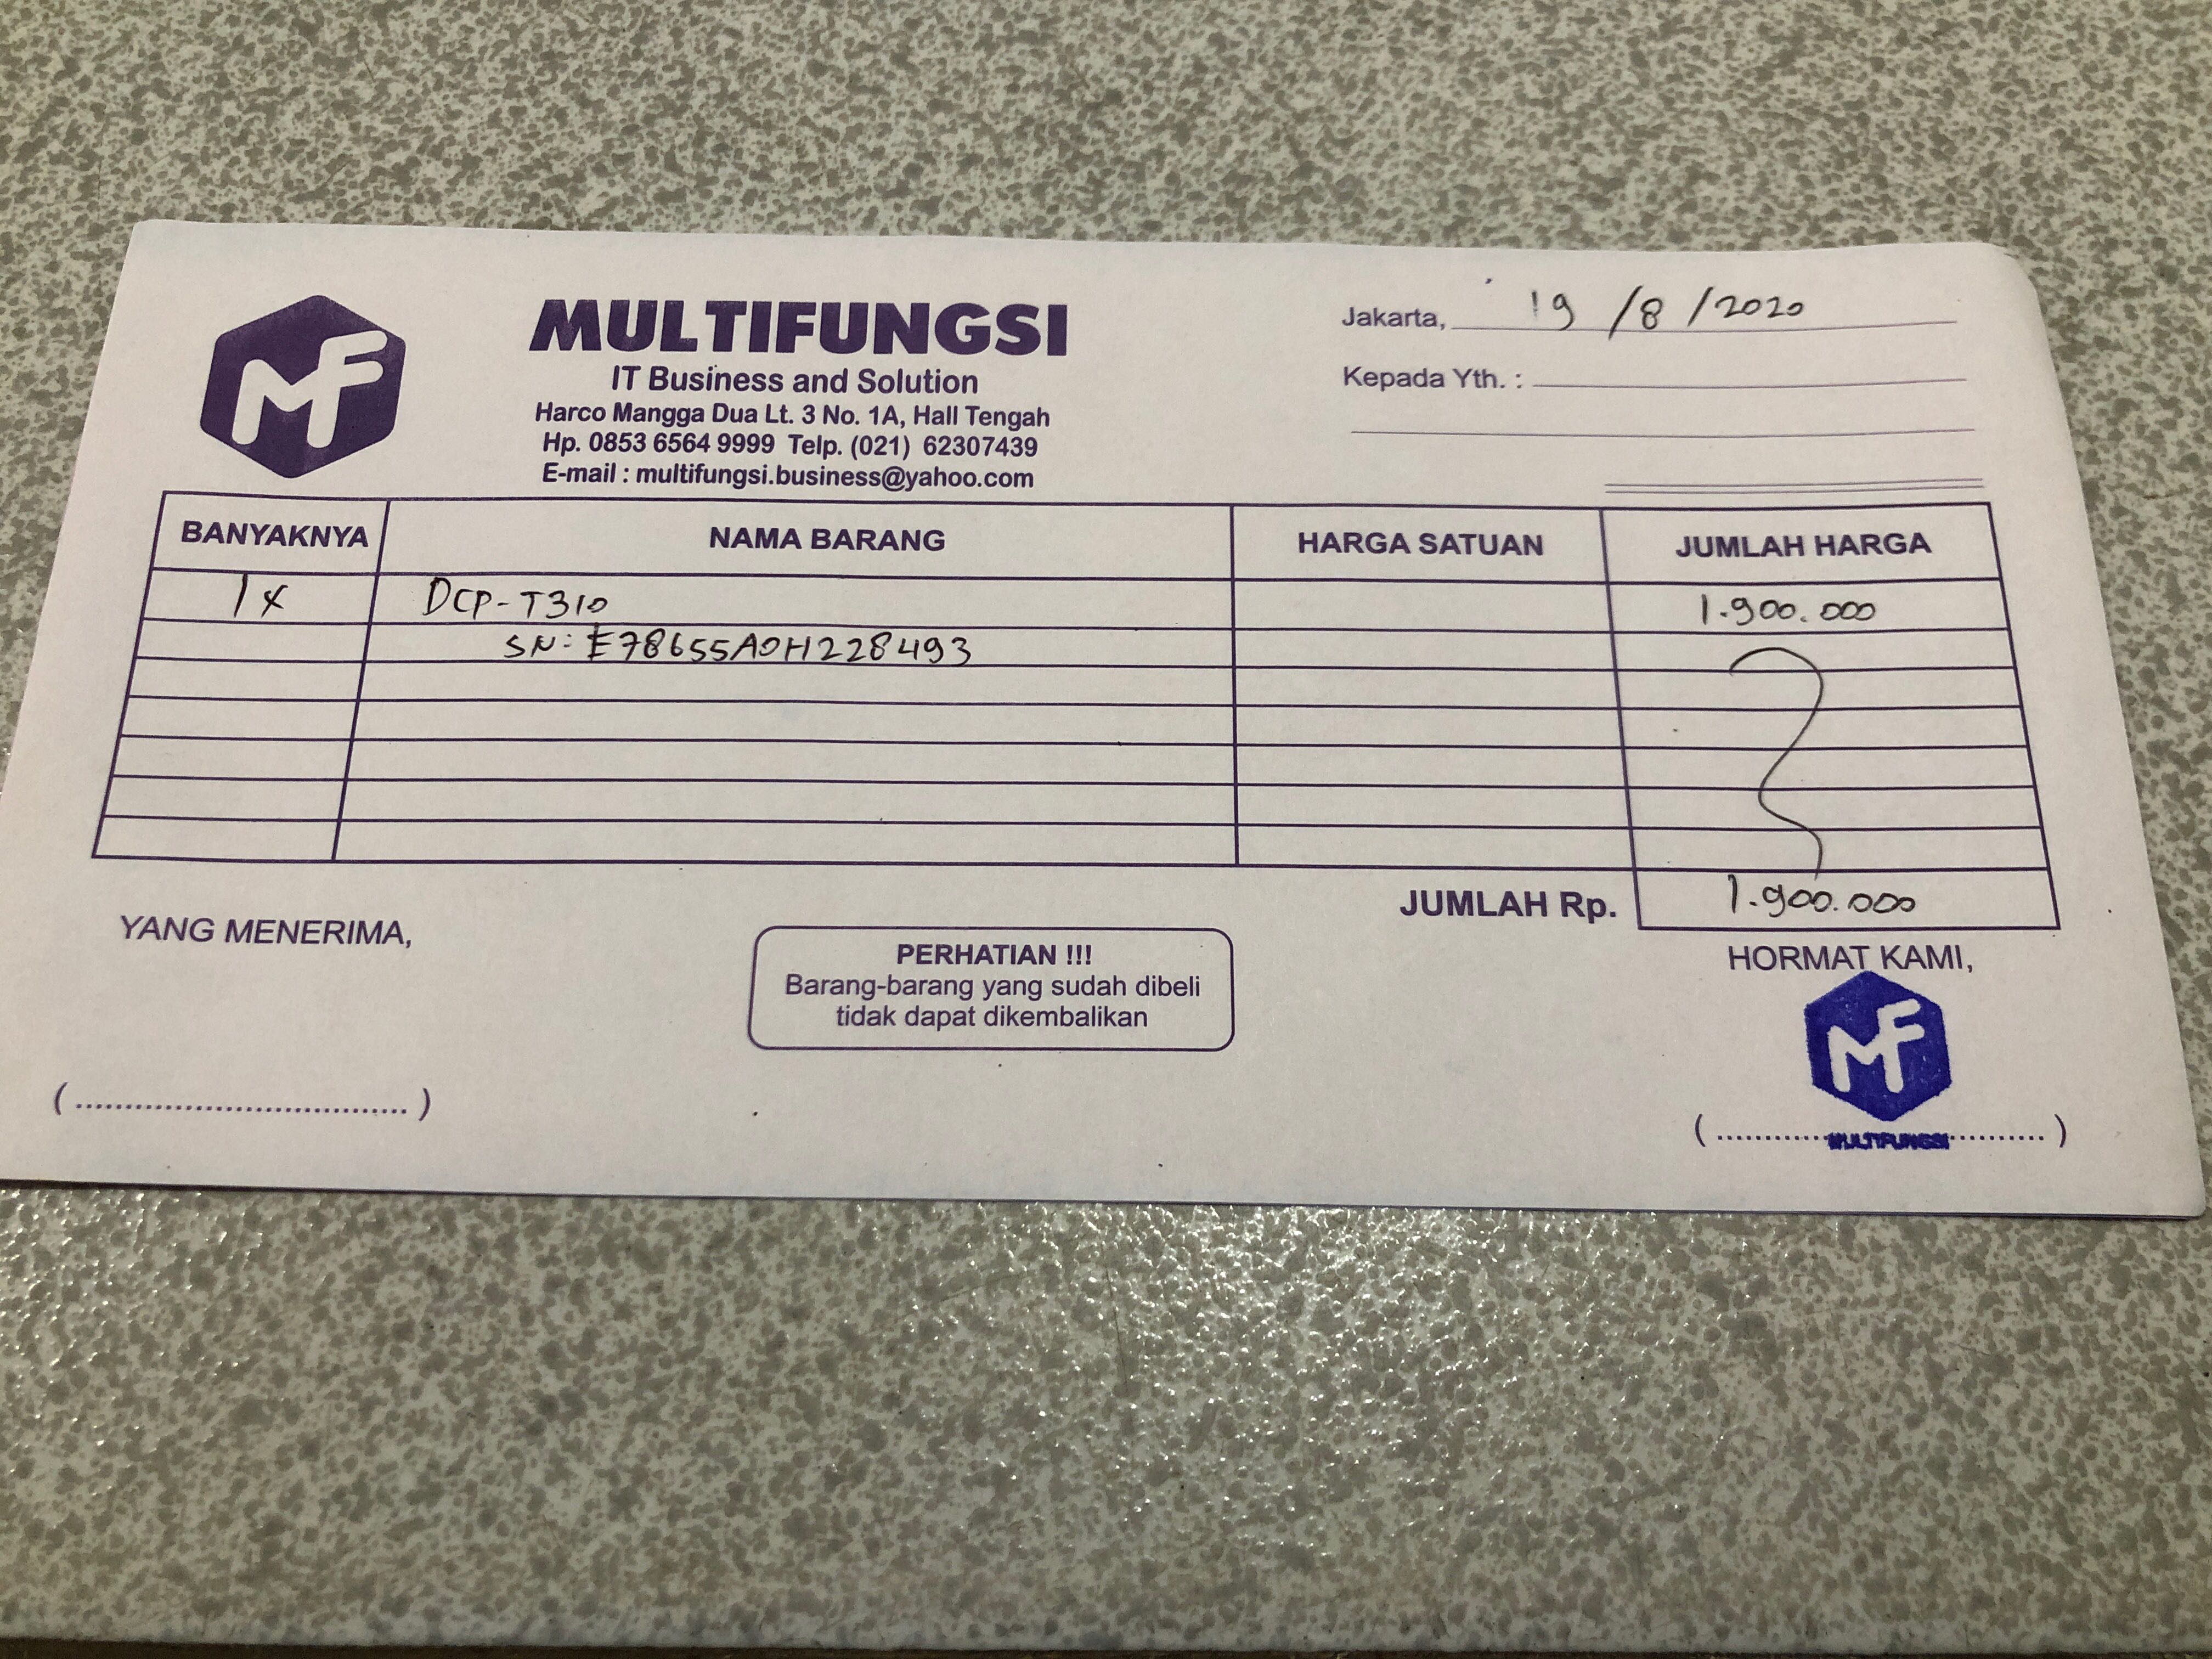 MF
MULTIFUNGSI
IT Business and Solution
Harco Mangga Dua Lt. 3 No. 1A, Hall Tengah
Hp. 0853 6564 9999 Telp. (021) 62307439
E-mail : multifungsi.business@yahoo.com
Jakarta, 19/8/2020
Kepada Yth. :
BANYAKNYA NAMA BARANG HARGA SATUAN JUMLAH HARGA
1x DCP-T310 1.900.000
SN: E78655A0H228493
JUMLAH Rp. 1.900.000
YANG MENERIMA,
PERHATIAN !!!
Barang-barang yang sudah dibeli
tidak dapat dikembalikan
HORMAT KAMI,
MF
(..................................)
(..................................)
MULTIFUNGSI